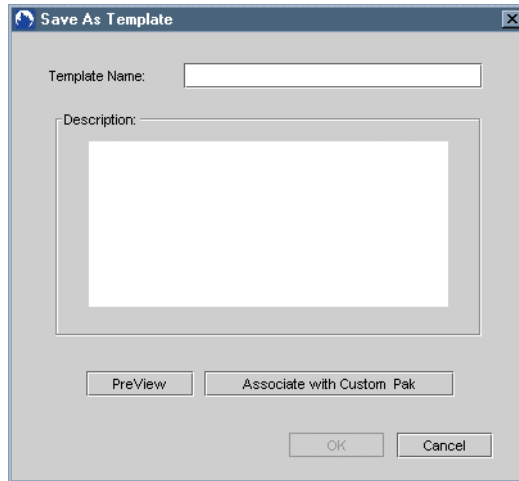 Save As Template
Template Name:
Description:
PreView Associate with Custom Pak
OK Cancel